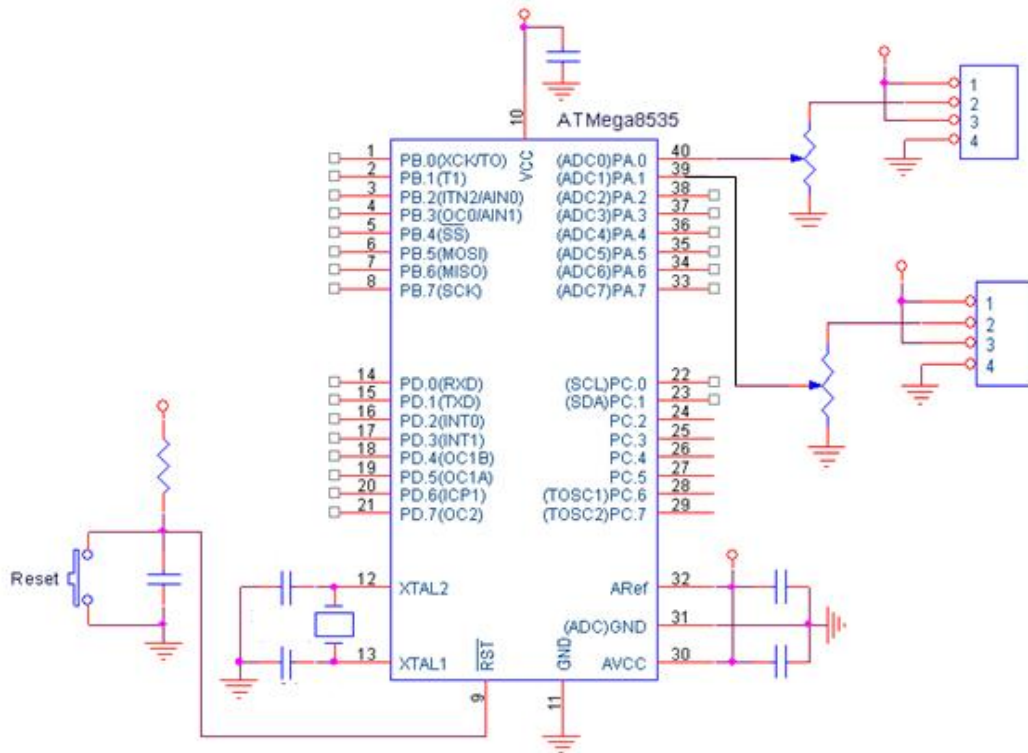 ATMega8535
10
VCC
1 PB.0(XCK/TO) (ADC0)PA.0 40
2 PB.1(T1) (ADC1)PA.1 39
3 PB.2(ITN2/AIN0) (ADC2)PA.2 38
4 PB.3(OC0/AIN1) (ADC3)PA.3 37
5 PB.4(SS) (ADC4)PA.4 36
6 PB.5(MOSI) (ADC5)PA.5 35
7 PB.6(MISO) (ADC6)PA.6 34
8 PB.7(SCK) (ADC7)PA.7 33
1
2
3
4
1
2
3
4
14 PD.0(RXD) (SCL)PC.0 22
15 PD.1(TXD) (SDA)PC.1 23
16 PD.2(INT0) PC.2 24
17 PD.3(INT1) PC.3 25
18 PD.4(OC1B) PC.4 26
19 PD.5(OC1A) PC.5 27
20 PD.6(ICP1) (TOSC1)PC.6 28
21 PD.7(OC2) (TOSC2)PC.7 29
Reset
12 XTAL2 ARef 32
(ADC)GND 31
13 XTAL1 AVCC 30
RST
GND
9
11